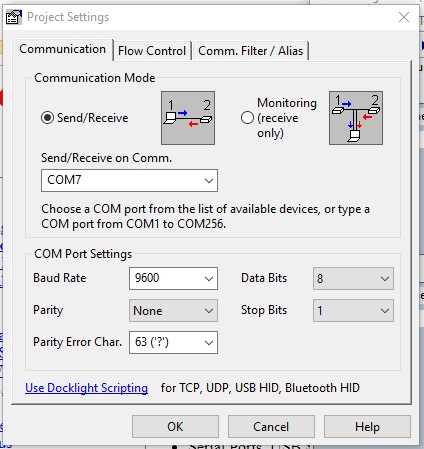 Project Settings
Communication Flow Control Comm. Filter / Alias
Communication Mode
Send/Receive
1 2
Monitoring
(receive
only)
1 2
Send/Receive on Comm.
COM7
Choose a COM port from the list of available devices, or type a
COM port from COM1 to COM256.
COM Port Settings
Baud Rate 9600 Data Bits 8
Parity None Stop Bits 1
Parity Error Char. 63 ('?')
Use Docklight Scripting for TCP, UDP, USB HID, Bluetooth HID
OK Cancel Help